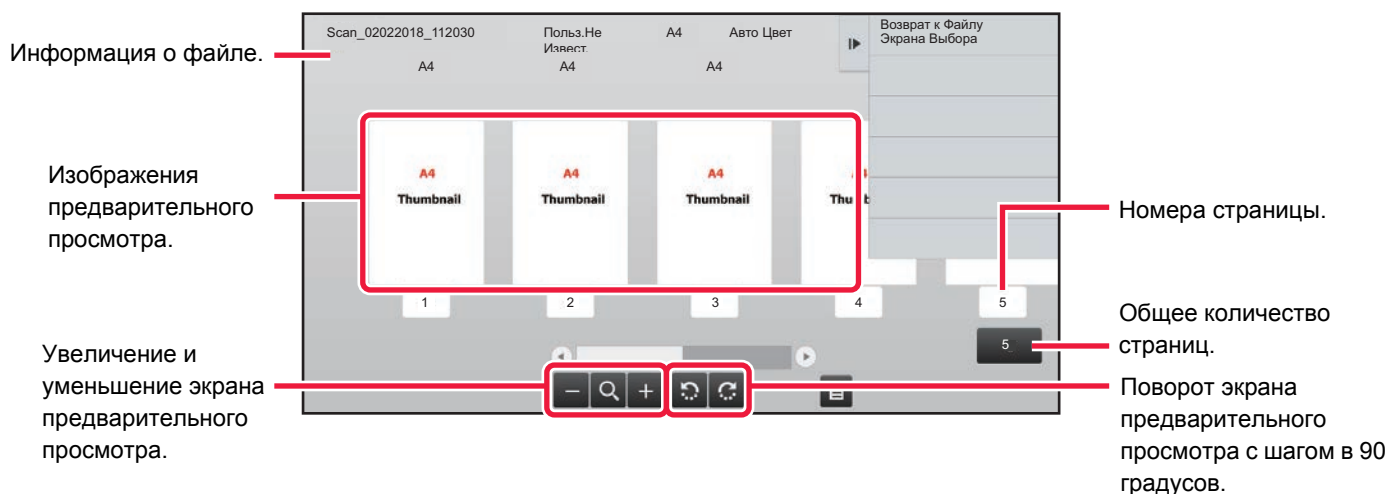 Информация о файле.
Изображения
предварительного
просмотра.
Увеличение и
уменьшение экрана
предварительного
просмотра.
Scan_02022018_112030 Польз.Не Извест. A4 Авто Цвет
Возврат к Файлу
Экрана Выбора
A4 A4 A4
A4 A4 A4
Thumbnail Thumbnail Thumbnail
1 2 3 4 5
5
Номера страницы.
Общее количество
страниц.
Поворот экрана
предварительного
просмотра с шагом в 90
градусов.